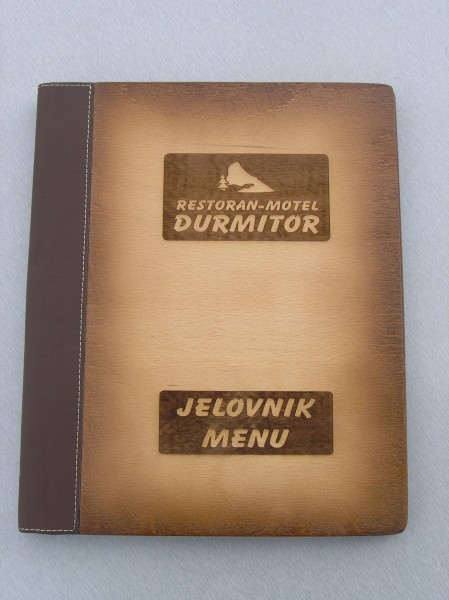 RESTORAN-MOTEL
DURMITOR
JELOVNIK
MENU